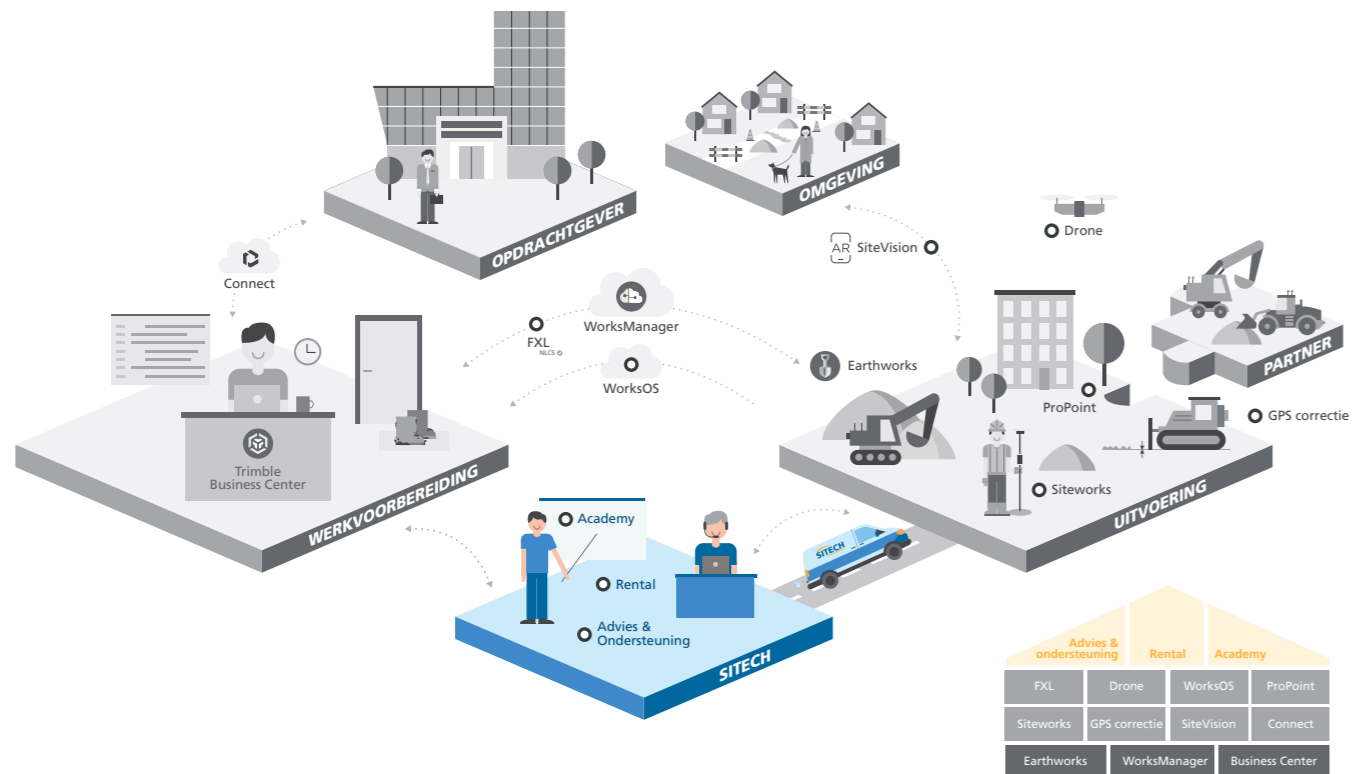 OPDRACHTGEVER
OMGEVING
Drone
AR SiteVision
Connect
WorksManager
FXL
NLCS
WorksOS
Earthworks
PARTNER
ProPoint
GPS correctie
Siteworks
UITVOERING
Trimble
Business Center
WERKVOORBEREIDING
Academy
Rental
Advies &
Ondersteuning
SITECH
SITECH
Advies &
ondersteuning
Rental
Academy
FXL
Drone
WorksOS
ProPoint
Siteworks
GPS correctie
SiteVision
Connect
Earthworks
WorksManager
Business Center